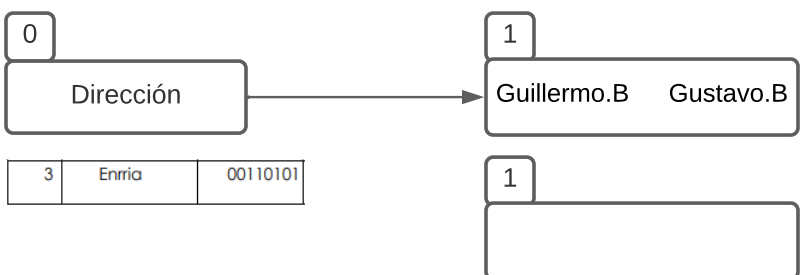 0
1
Dirección
Guillermo.B Gustavo.B
3 Enrria 00110101
1